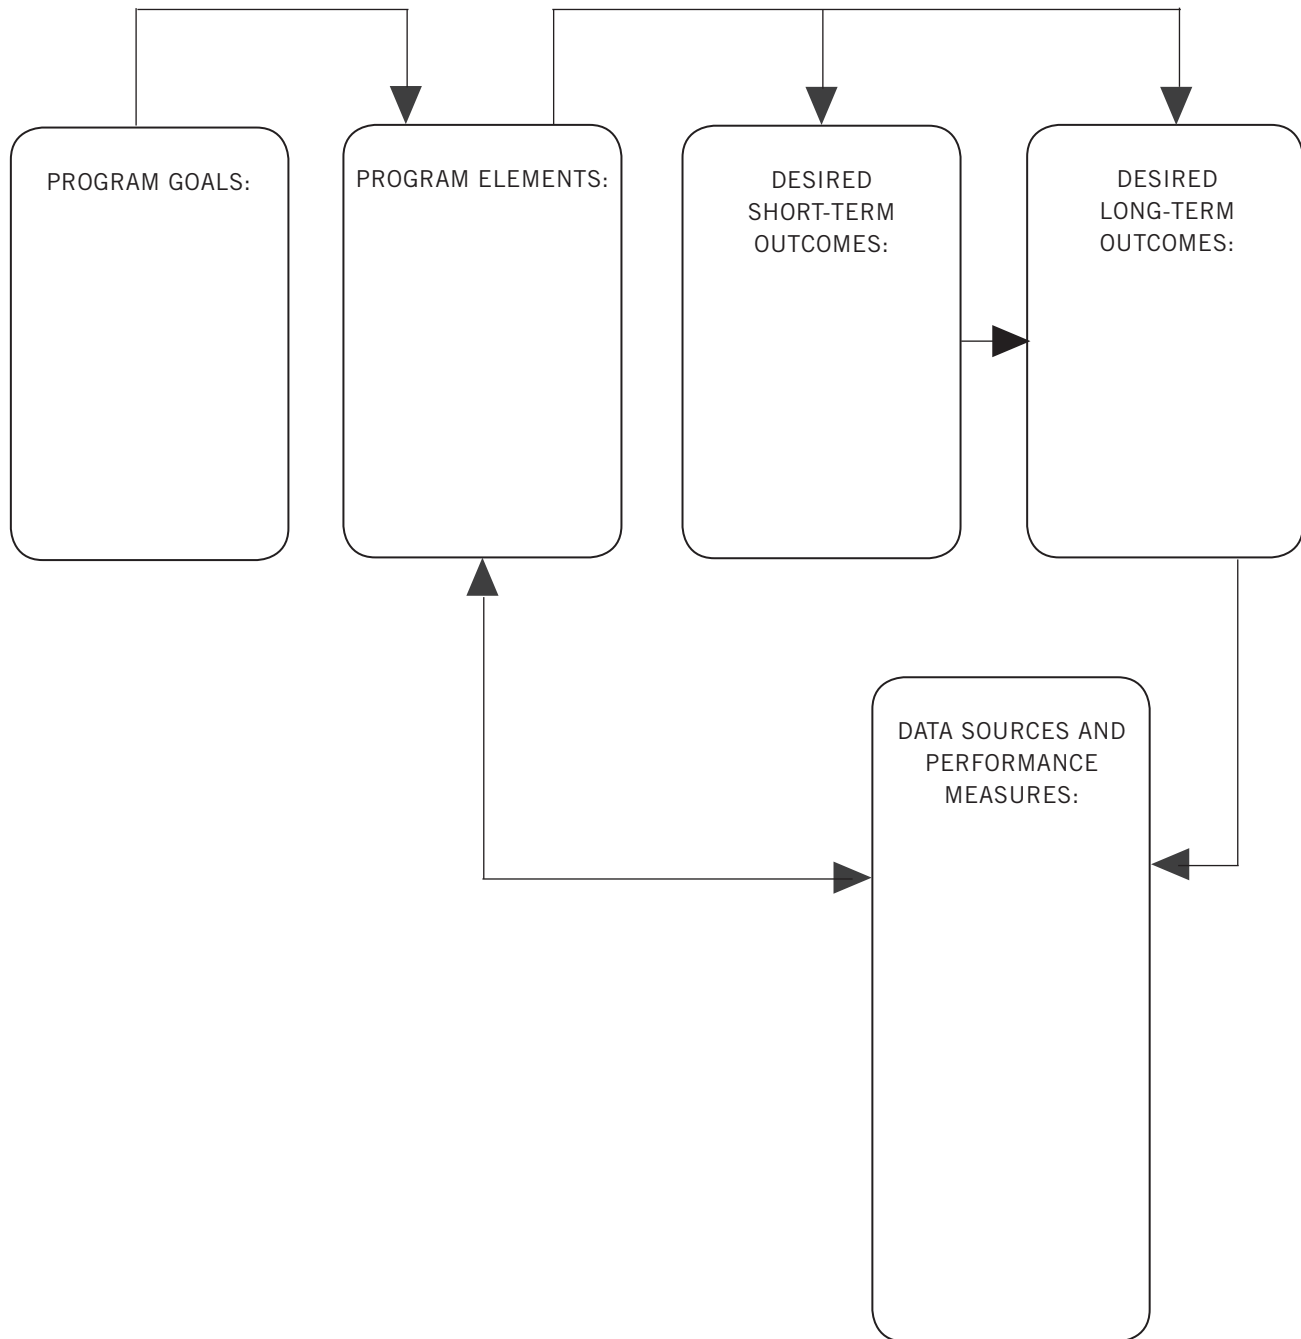 PROGRAM GOALS:
PROGRAM ELEMENTS:
DESIRED
SHORT-TERM
OUTCOMES:
DESIRED
LONG-TERM
OUTCOMES:
DATA SOURCES AND
PERFORMANCE
MEASURES: